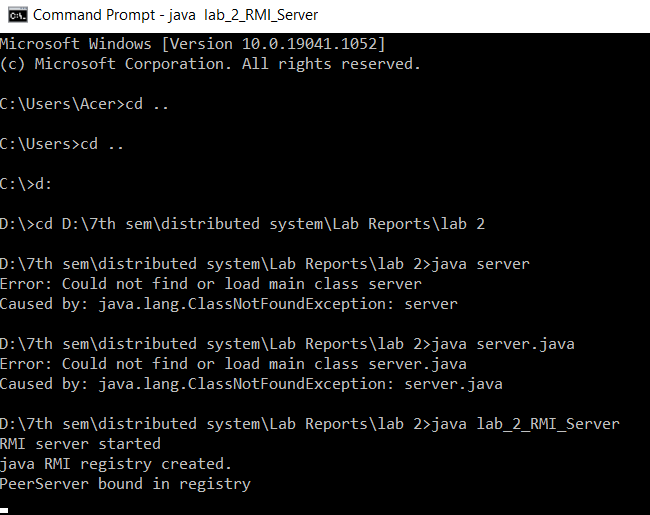 Command Prompt - java  lab_2_RMI_Server
Microsoft Windows [Version 10.0.19041.1052]
(c) Microsoft Corporation. All rights reserved.
C:\Users\Acer>cd ..
C:\Users>cd ..
C:\>d:
D:\>cd D:\7th sem\distributed system\Lab Reports\lab 2
D:\7th sem\distributed system\Lab Reports\lab 2>java server
Error: Could not find or load main class server
Caused by: java.lang.ClassNotFoundException: server
D:\7th sem\distributed system\Lab Reports\lab 2>java server.java
Error: Could not find or load main class server.java
Caused by: java.lang.ClassNotFoundException: server.java
D:\7th sem\distributed system\Lab Reports\lab 2>java lab_2_RMI_Server
RMI server started
java RMI registry created.
PeerServer bound in registry